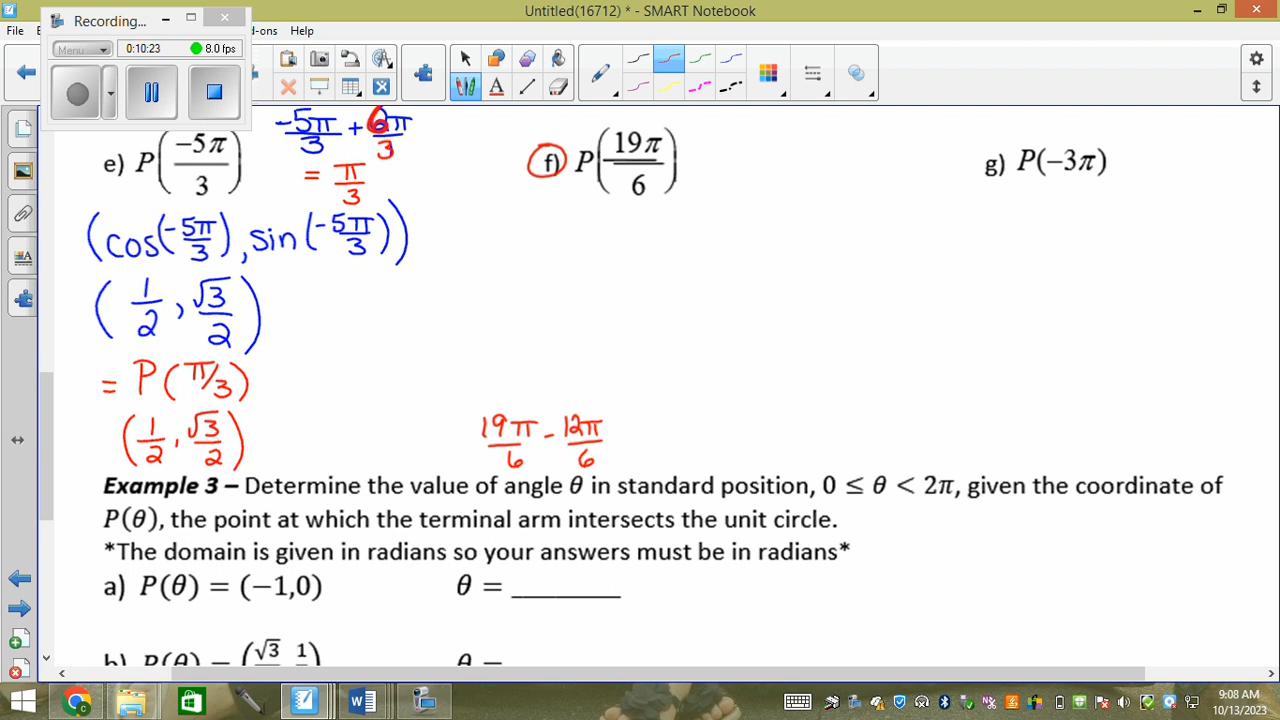 Untitled(16712) * - SMART Notebook
Recording...
File
d-ons Help
Menu 0:10:23 8.0 fps
-5π/3 + 6π/3
= π/3
e) P(−5π/3)
f) P(19π/6)
g) P(−3π)
(cos(-5π/3), sin(-5π/3))
(1/2, √3/2)
= P(π/3)
(1/2, √3/2)
19π/6 - 12π/6
Example 3 – Determine the value of angle θ in standard position, 0 ≤ θ < 2π, given the coordinate of
P(θ), the point at which the terminal arm intersects the unit circle.
*The domain is given in radians so your answers must be in radians*
a) P(θ) = (−1,0) θ = ________
b) P(θ) = (√3 1) θ =
9:08 AM
10/13/2023